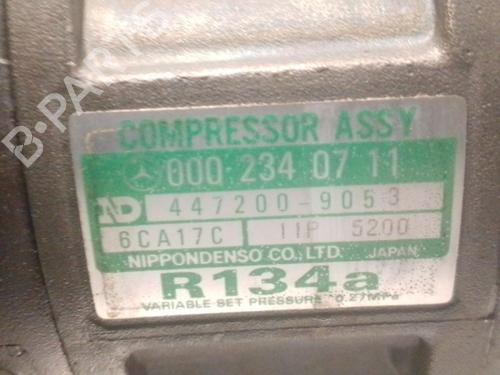 B-PARTS
COMPRESSOR ASSY
000 234 07 11
ND 447200-9053
6CA17C 11P 5200
NIPPONDENSO CO., LTD. JAPAN
R134a
VARIABLE SET PRESSURE 0.27MPa